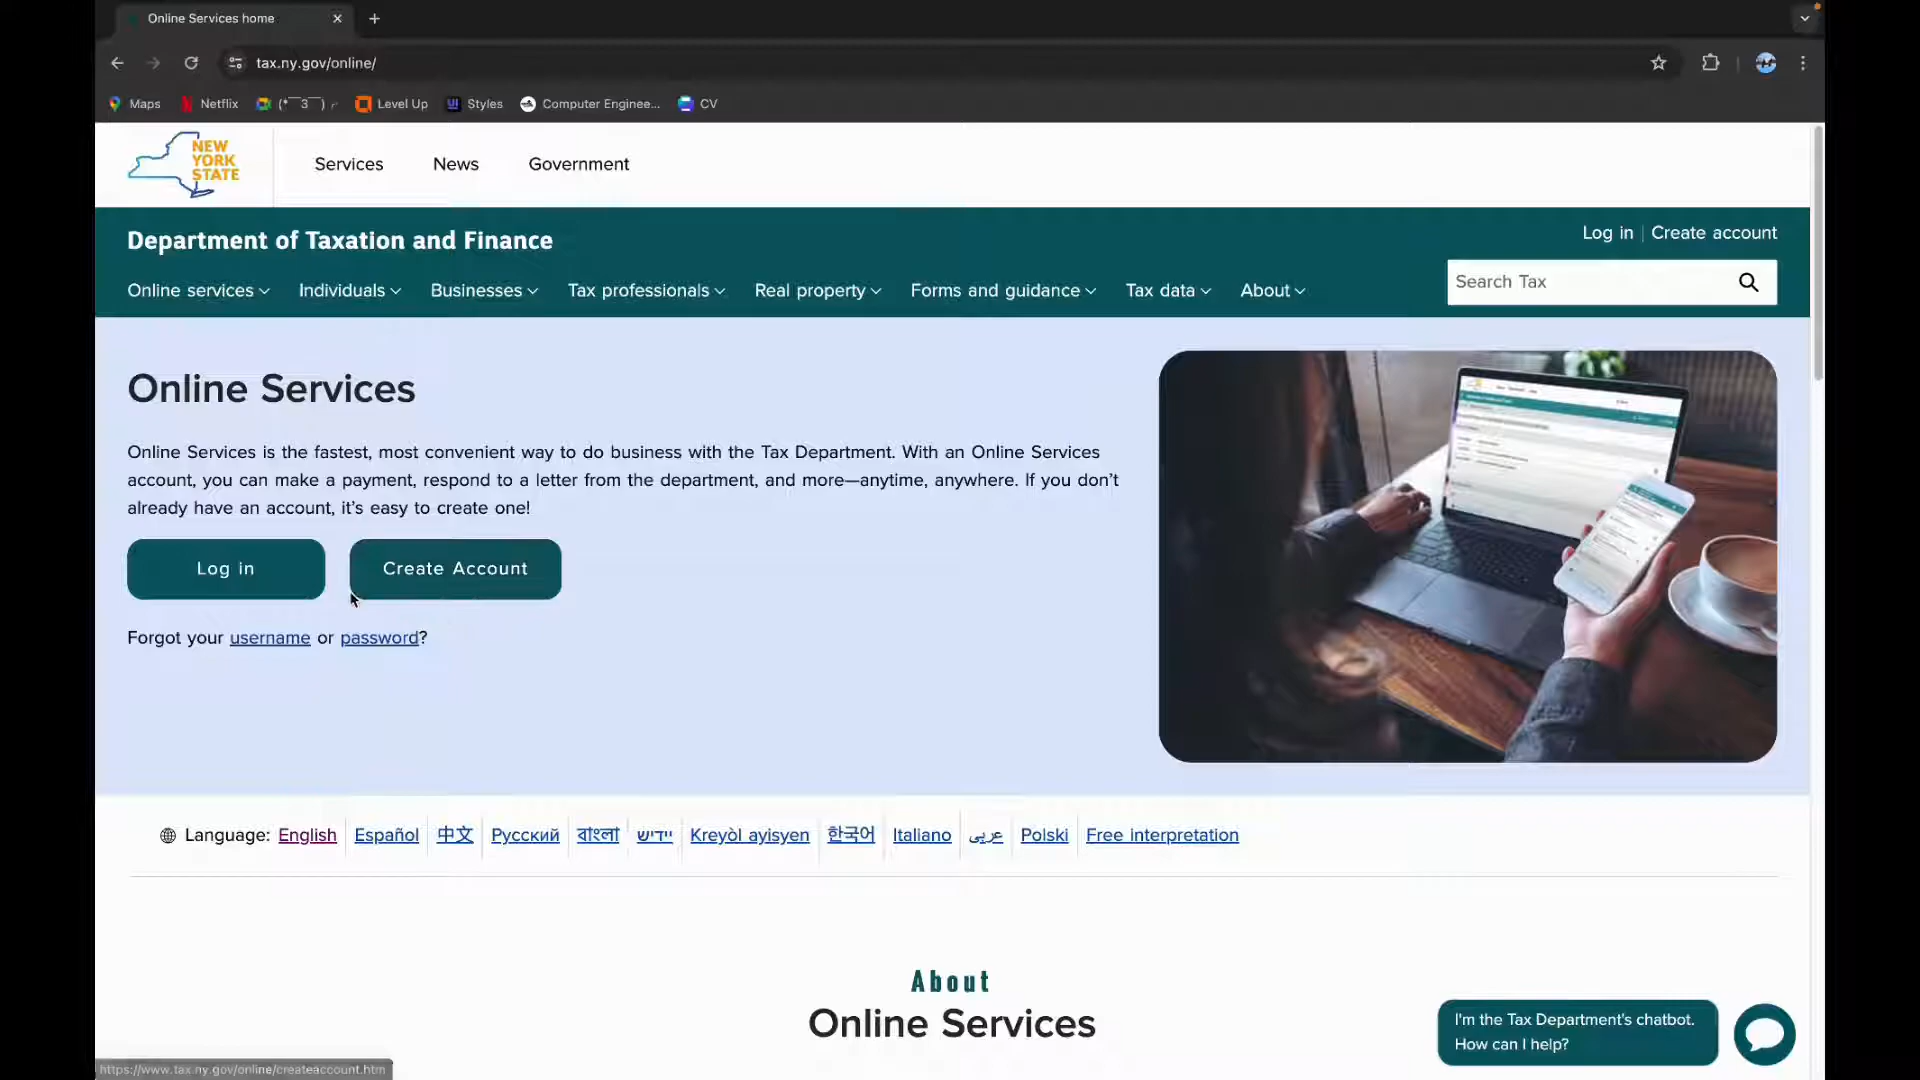 Online Services home
tax.ny.gov/online/
Maps Netflix Level Up Styles Computer Enginee... CV
NEW
YORK
STATE
Services News Government
Department of Taxation and Finance
Log in | Create account
Online services Individuals Businesses Tax professionals Real property Forms and guidance Tax data About
Search Tax
Online Services
Online Services is the fastest, most convenient way to do business with the Tax Department. With an Online Services
account, you can make a payment, respond to a letter from the department, and more—anytime, anywhere. If you don't
already have an account, it's easy to create one!
Log in Create Account
Forgot your username or password?
Language: English Español 中文 Русский বাংলা ייִדיש Kreyòl ayisyen 한국어 Italiano عربى Polski Free interpretation
About
Online Services
I'm the Tax Department's chatbot.
How can I help?
https://www.tax.ny.gov/online/createaccount.htm